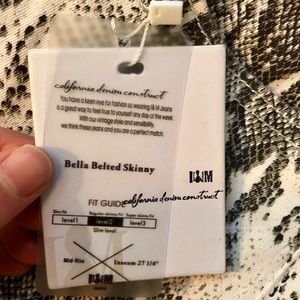 california denim construct
You have a keen eye for fashion so wearing I&M Jeans
is a great way to feel true to yourself any day of the week.
With our vintage style and sensibility,
we think these jeans and you are a perfect match.
Bella Belted Skinny
I&M
JEANS
california denim construct
FIT GUIDE
Slim Fit
Regular skinny Fit
Super skinny Fit
level1
level2
level3
Slim level
Mid-Rise
I&M
JEANS
Inseam 27 1/4"